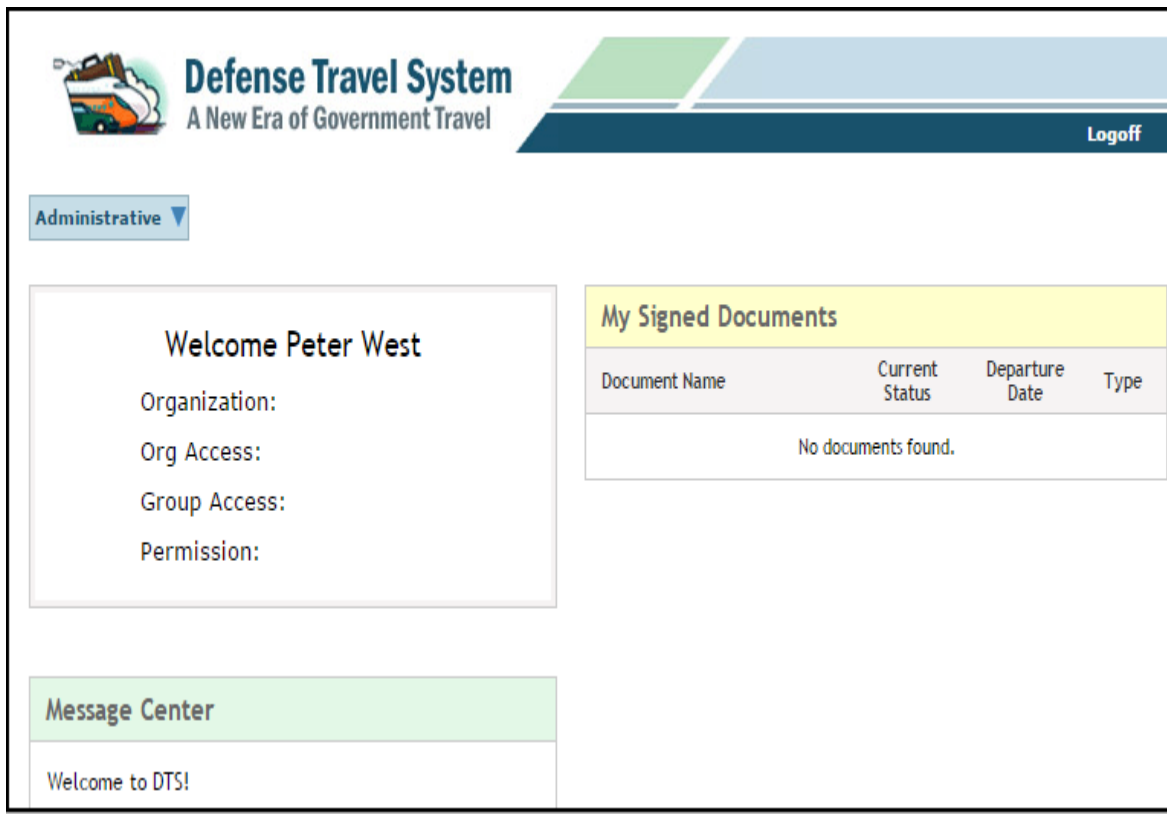 Defense Travel System
A New Era of Government Travel
Logoff
Administrative
Welcome Peter West
Organization:
Org Access:
Group Access:
Permission:
My Signed Documents
Document Name Current Status Departure Date Type
No documents found.
Message Center
Welcome to DTS!